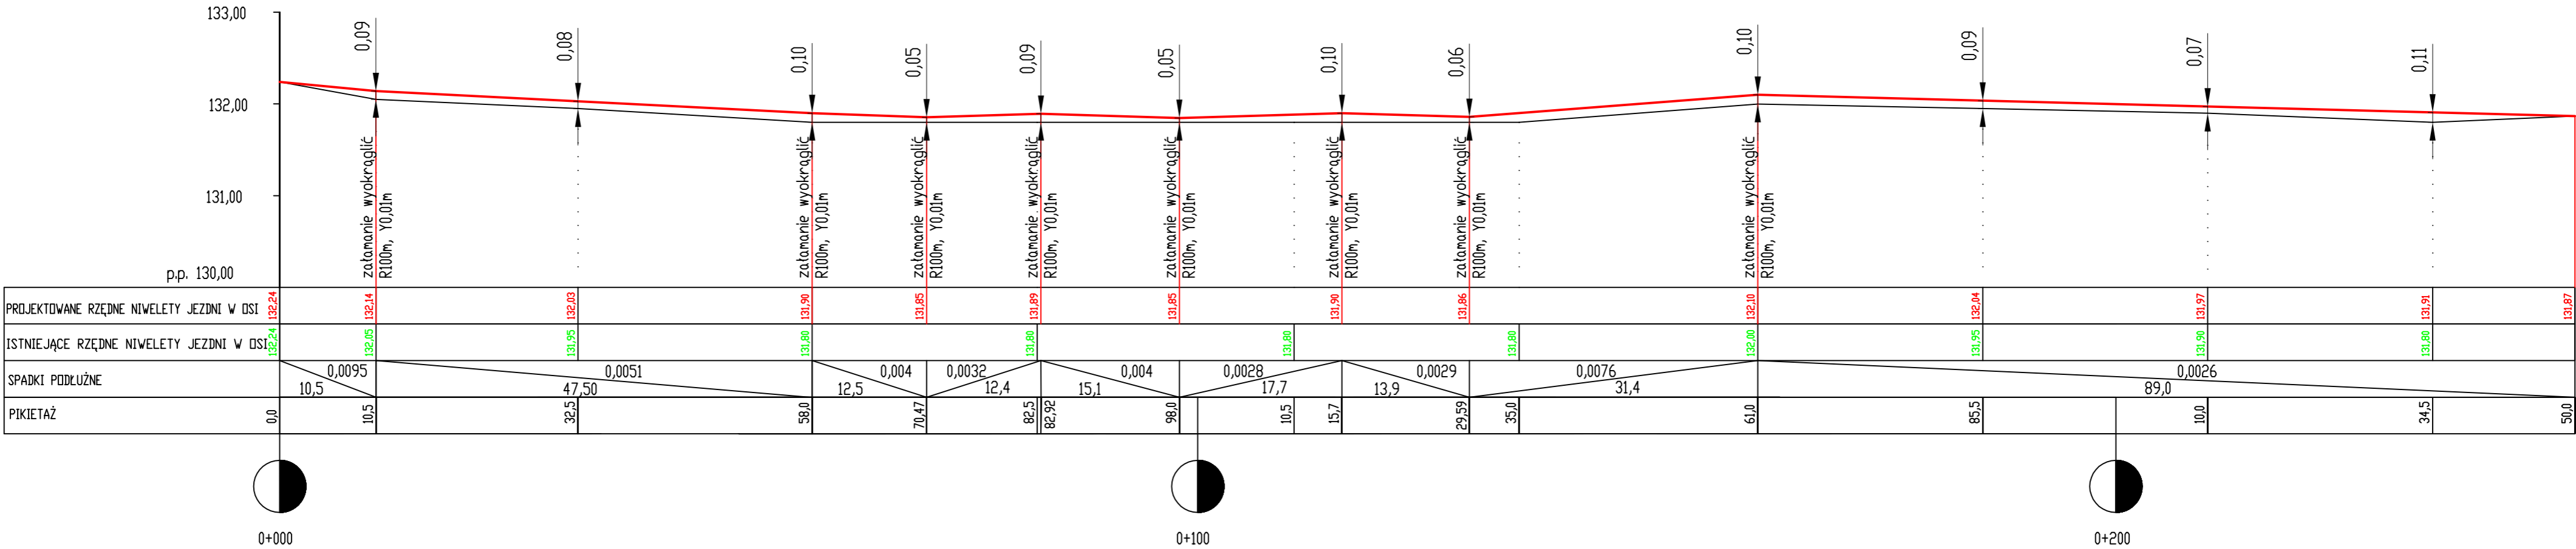 133,00
132,00
131,00
p.p. 130,00
0,09
0,08
0,10
0,05
0,09
0,05
0,10
0,06
0,10
0,09
0,07
0,11
załamanie wyokrąglić
R100m, Y0,01m
załamanie wyokrąglić
R100m, Y0,01m
załamanie wyokrąglić
R100m, Y0,01m
załamanie wyokrąglić
R100m, Y0,01m
załamanie wyokrąglić
R100m, Y0,01m
załamanie wyokrąglić
R100m, Y0,01m
załamanie wyokrąglić
R100m, Y0,01m
załamanie wyokrąglić
R100m, Y0,01m
PROJEKTOWANE RZĘDNE NIWELETY JEZDNI W OSI 132,24 132,14 132,03 131,90 131,85 131,89 131,85 131,90 131,86 132,10 132,04 131,97 131,91 131,87
ISTNIEJĄCE RZĘDNE NIWELETY JEZDNI W OSI 132,24 132,05 131,95 131,80 131,80 131,80 131,80 132,00 131,95 131,90 131,80
SPADKI PODŁUŻNE
0,0095 0,0051 0,004 0,0032 0,004 0,0028 0,0029 0,0076 0,0026
10,5 47,50 12,5 12,4 15,1 17,7 13,9 31,4 89,0
PIKIETAŻ 0,0 10,5 32,5 58,0 70,47 82,5 82,92 98,0 10,5 15,7 29,59 35,0 61,0 85,5 10,0 34,5 50,0
0+000
0+100
0+200